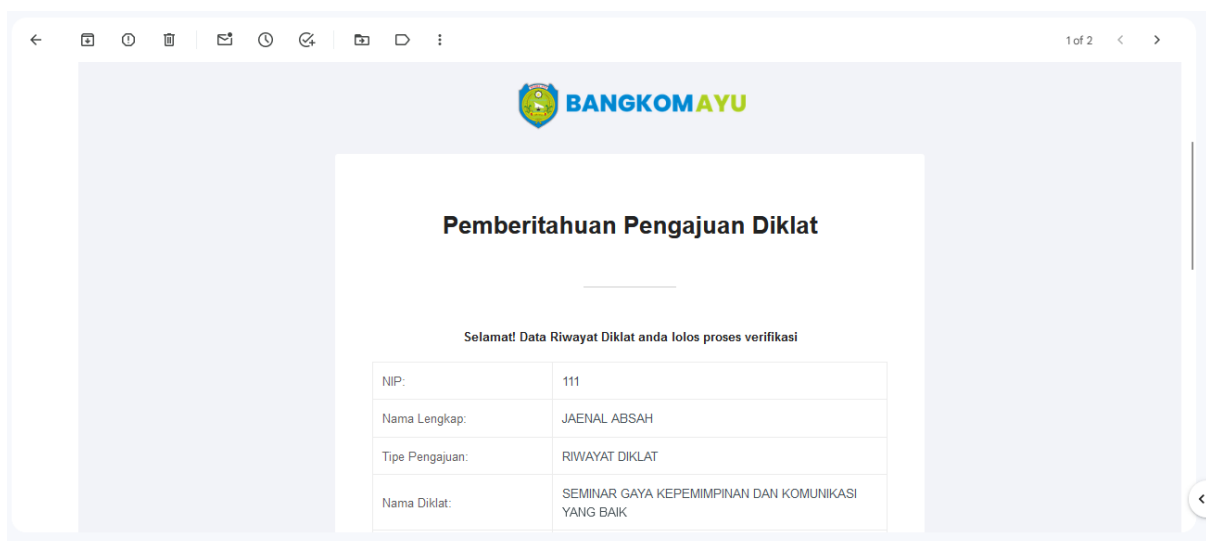 1 of 2
BANGKOMAYU
Pemberitahuan Pengajuan Diklat
Selamat! Data Riwayat Diklat anda lolos proses verifikasi
NIP: 111
Nama Lengkap: JAENAL ABSAH
Tipe Pengajuan: RIWAYAT DIKLAT
Nama Diklat: SEMINAR GAYA KEPEMIMPINAN DAN KOMUNIKASI
YANG BAIK